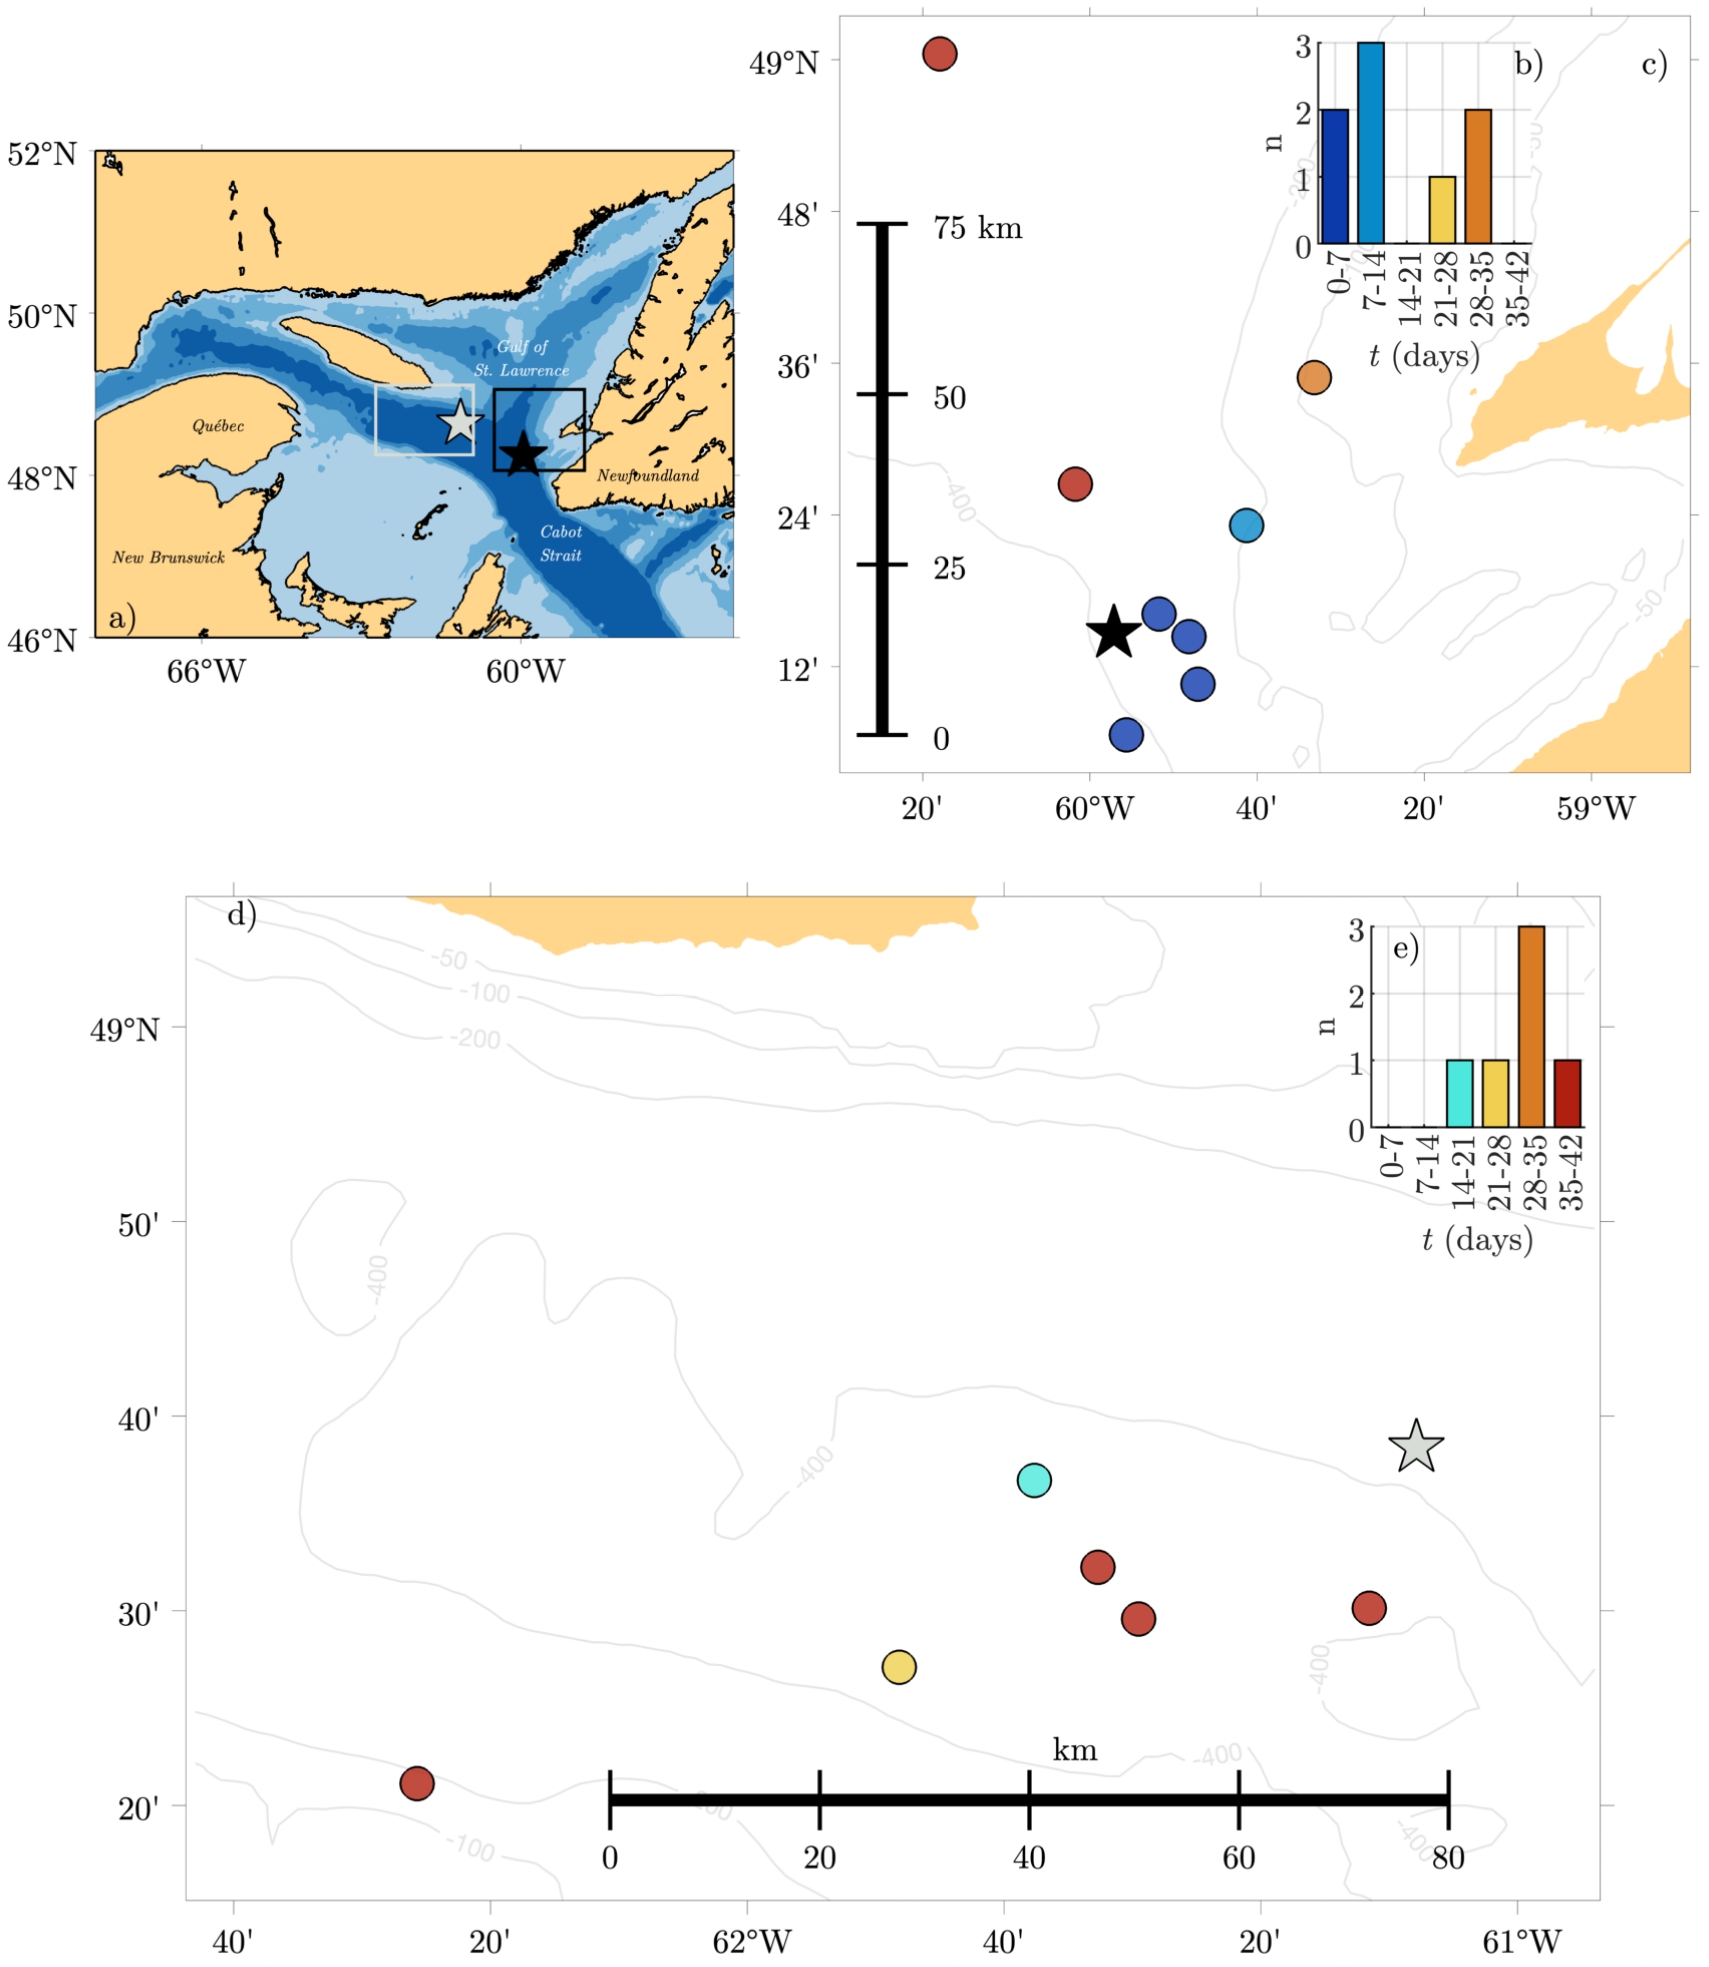 52°N
50°N
48°N
46°N
66°W
60°W
Gulf of
St. Lawrence
Québec
Newfoundland
Cabot
Strait
New Brunswick
a)
49°N
48'
36'
24'
12'
20'
60°W
40'
20'
59°W
75 km
50
25
0
-400
-200
-100
-50
-50
b)
c)
3
2
1
0
n
0-7
7-14
14-21
21-28
28-35
35-42
t (days)
d)
49°N
50'
40'
30'
20'
40'
20'
62°W
40'
20'
61°W
-50
-100
-200
-400
-400
-400
-400
-400
-200
-100
km
0
20
40
60
80
e)
3
2
1
0
n
0-7
7-14
14-21
21-28
28-35
35-42
t (days)